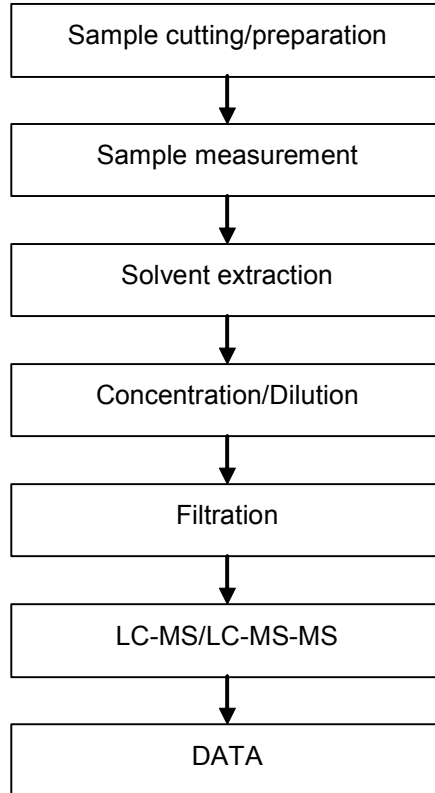 Sample cutting/preparation
Sample measurement
Solvent extraction
Concentration/Dilution
Filtration
LC-MS/LC-MS-MS
DATA